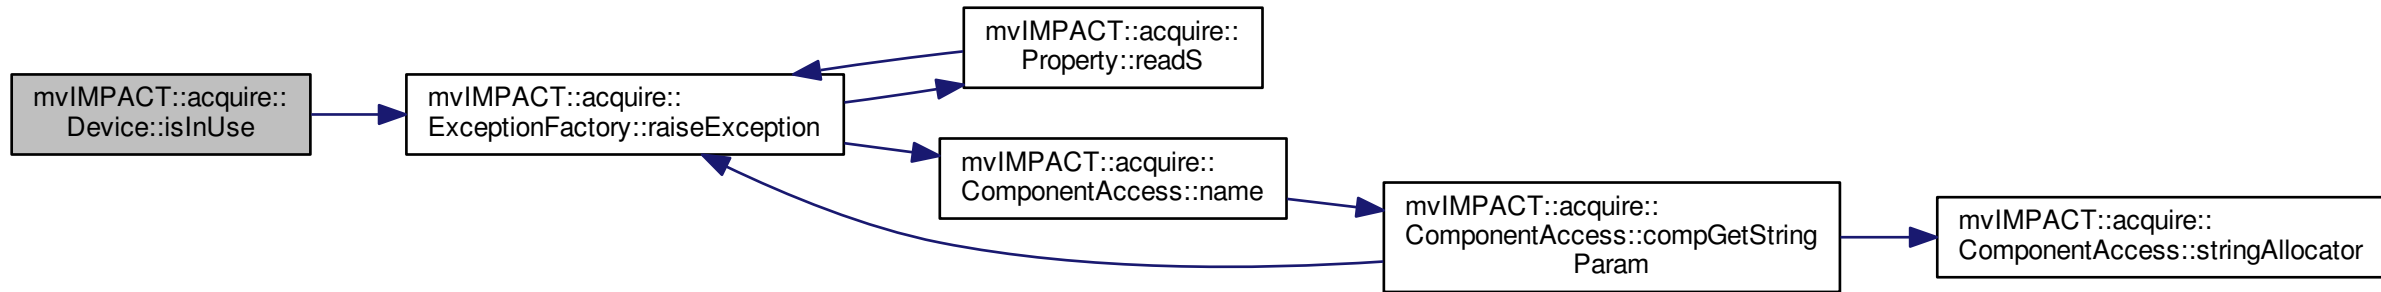 mvIMPACT::acquire::
Device::isInUse
mvIMPACT::acquire::
ExceptionFactory::raiseException
mvIMPACT::acquire::
Property::readS
mvIMPACT::acquire::
ComponentAccess::name
mvIMPACT::acquire::
ComponentAccess::compGetString
Param
mvIMPACT::acquire::
ComponentAccess::stringAllocator